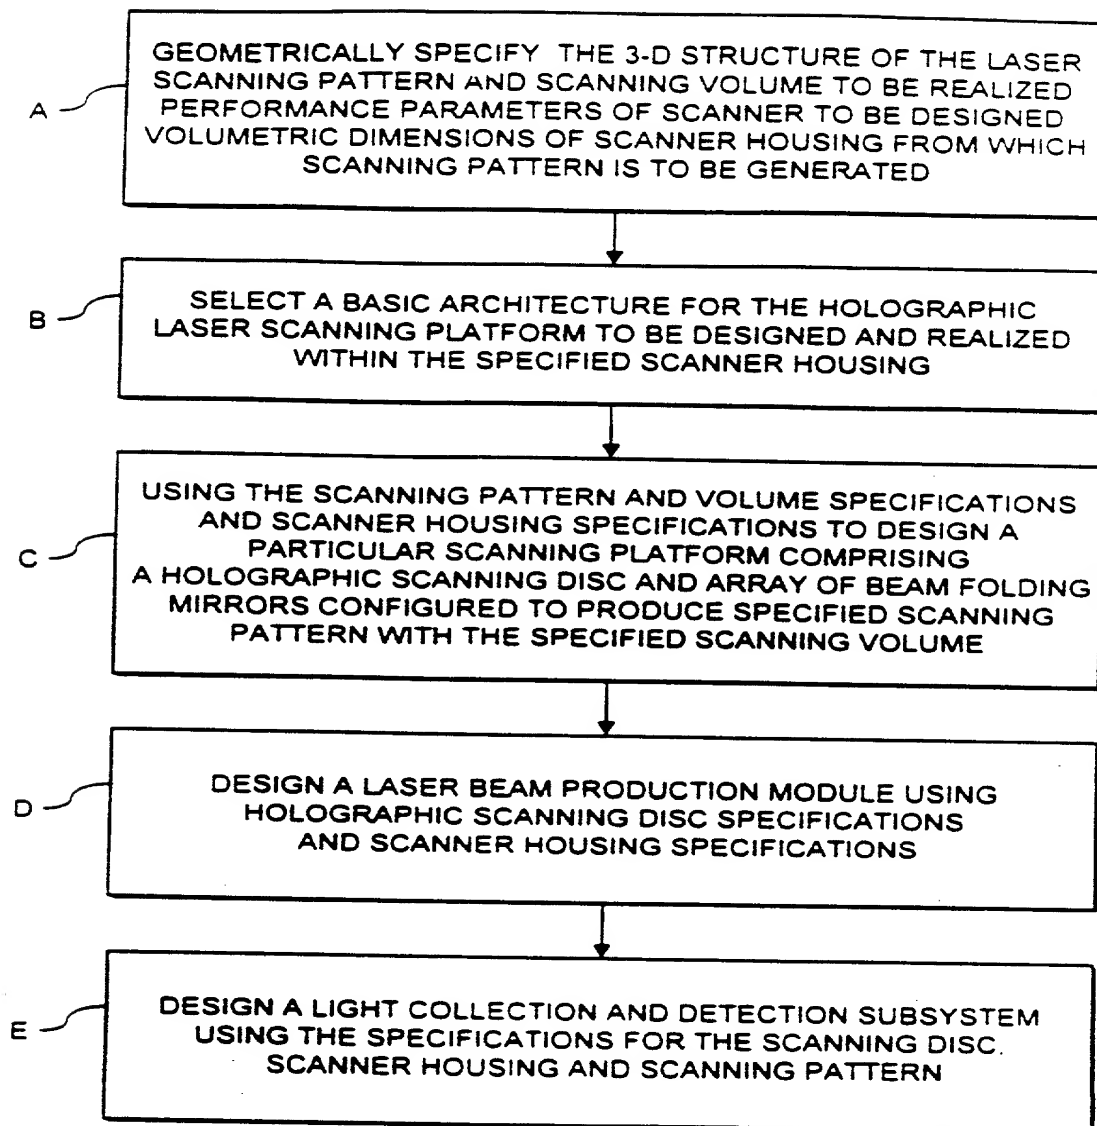 A
GEOMETRICALLY SPECIFY THE 3-D STRUCTURE OF THE LASER
SCANNING PATTERN AND SCANNING VOLUME TO BE REALIZED
PERFORMANCE PARAMETERS OF SCANNER TO BE DESIGNED
VOLUMETRIC DIMENSIONS OF SCANNER HOUSING FROM WHICH
SCANNING PATTERN IS TO BE GENERATED
B
SELECT A BASIC ARCHITECTURE FOR THE HOLOGRAPHIC
LASER SCANNING PLATFORM TO BE DESIGNED AND REALIZED
WITHIN THE SPECIFIED SCANNER HOUSING
C
USING THE SCANNING PATTERN AND VOLUME SPECIFICATIONS
AND SCANNER HOUSING SPECIFICATIONS TO DESIGN A
PARTICULAR SCANNING PLATFORM COMPRISING
A HOLOGRAPHIC SCANNING DISC AND ARRAY OF BEAM FOLDING
MIRRORS CONFIGURED TO PRODUCE SPECIFIED SCANNING
PATTERN WITH THE SPECIFIED SCANNING VOLUME
D
DESIGN A LASER BEAM PRODUCTION MODULE USING
HOLOGRAPHIC SCANNING DISC SPECIFICATIONS
AND SCANNER HOUSING SPECIFICATIONS
E
DESIGN A LIGHT COLLECTION AND DETECTION SUBSYSTEM
USING THE SPECIFICATIONS FOR THE SCANNING DISC.
SCANNER HOUSING AND SCANNING PATTERN